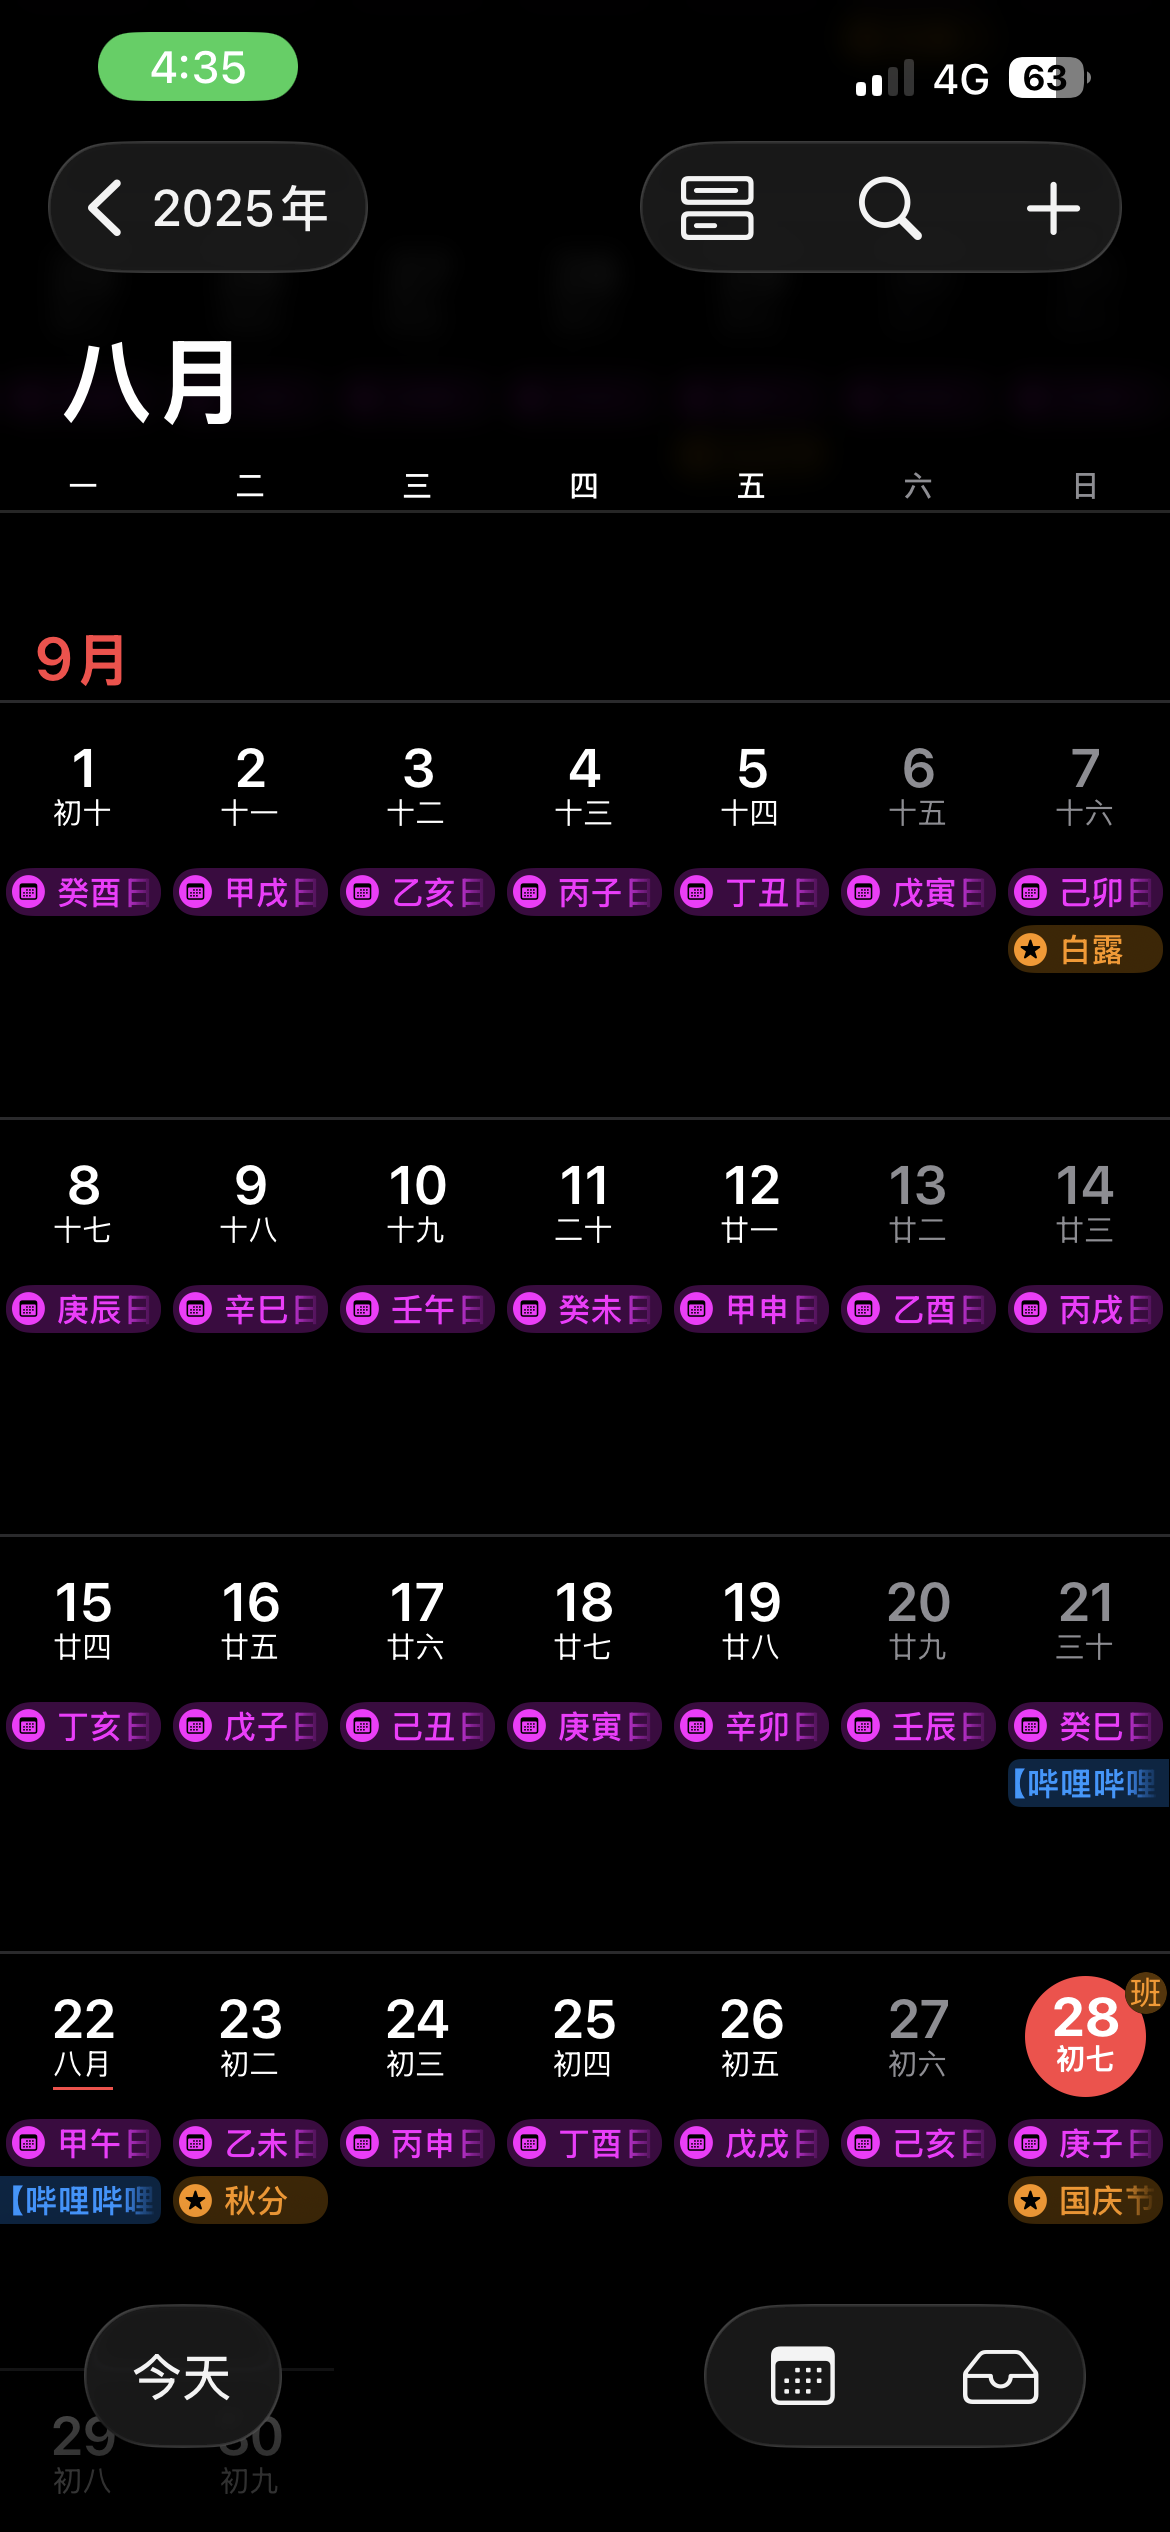 4:35
4G 63
2025年
八月
一 二 三 四 五 六 日
9月
1 2 3 4 5 6 7
初十 十一 十二 十三 十四 十五 十六
癸酉日 甲戌日 乙亥日 丙子日 丁丑日 戊寅日 己卯日
白露
8 9 10 11 12 13 14
十七 十八 十九 二十 廿一 廿二 廿三
庚辰日 辛巳日 壬午日 癸未日 甲申日 乙酉日 丙戌日
15 16 17 18 19 20 21
廿四 廿五 廿六 廿七 廿八 廿九 三十
丁亥日 戊子日 己丑日 庚寅日 辛卯日 壬辰日 癸巳日
【哔哩哔哩
班
22 23 24 25 26 27 28
八月 初二 初三 初四 初五 初六 初七
甲午日 乙未日 丙申日 丁酉日 戊戌日 己亥日 庚子日
【哔哩哔哩 秋分 国庆节
今天
29 30
初八 初九